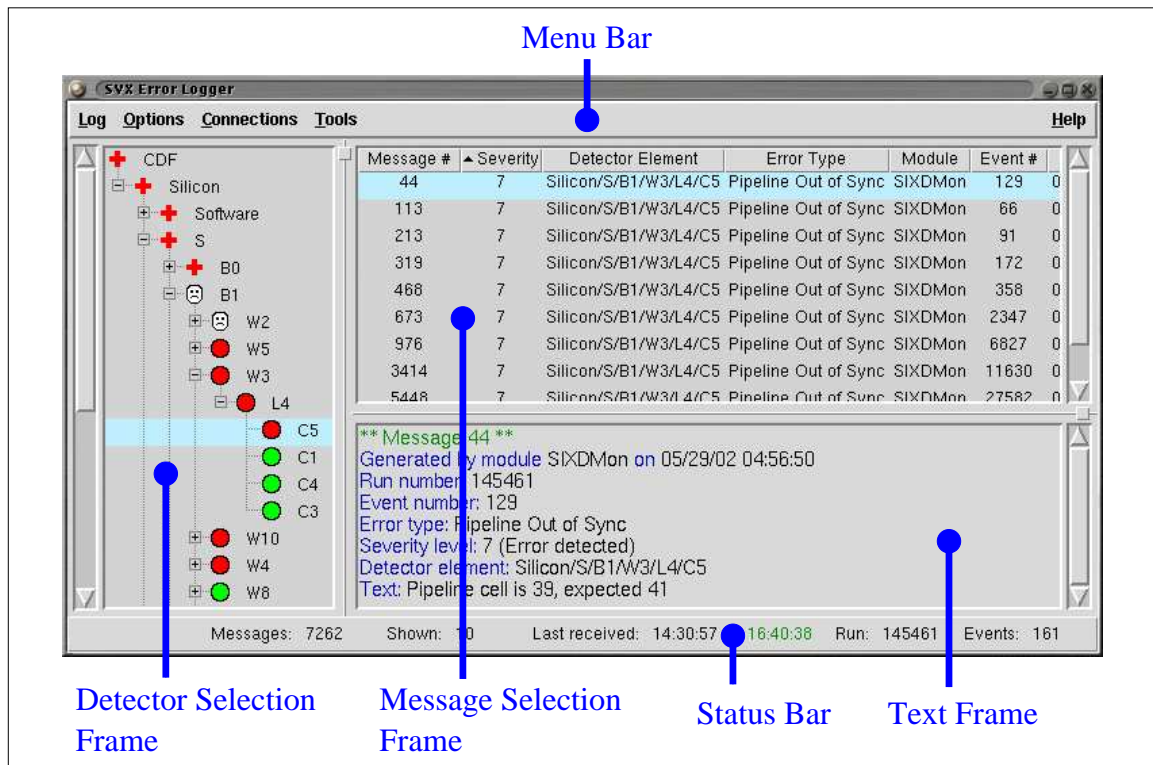 Menu Bar
SVX Error Logger
Log Options Connections Tools Help
CDF
Silicon
Software
S
B0
B1
W2
W5
W3
L4
C5
C1
C4
C3
W10
W4
W8
Message # Severity Detector Element Error Type Module Event #
44 7 Silicon/S/B1/W3/L4/C5 Pipeline Out of Sync SIXDMon 129 0
113 7 Silicon/S/B1/W3/L4/C5 Pipeline Out of Sync SIXDMon 66 0
213 7 Silicon/S/B1/W3/L4/C5 Pipeline Out of Sync SIXDMon 91 0
319 7 Silicon/S/B1/W3/L4/C5 Pipeline Out of Sync SIXDMon 172 0
468 7 Silicon/S/B1/W3/L4/C5 Pipeline Out of Sync SIXDMon 358 0
673 7 Silicon/S/B1/W3/L4/C5 Pipeline Out of Sync SIXDMon 2347 0
976 7 Silicon/S/B1/W3/L4/C5 Pipeline Out of Sync SIXDMon 6827 0
3414 7 Silicon/S/B1/W3/L4/C5 Pipeline Out of Sync SIXDMon 11630 0
5448 7 Silicon/S/B1/W3/L4/C5 Pipeline Out of Sync SIXDMon 27582 0
** Message 44 **
Generated by module SIXDMon on 05/29/02 04:56:50
Run number: 145461
Event number: 129
Error type: Pipeline Out of Sync
Severity level: 7 (Error detected)
Detector element: Silicon/S/B1/W3/L4/C5
Text: Pipeline cell is 39, expected 41
Messages: 7262 Shown: 10 Last received: 14:30:57 16:40:38 Run: 145461 Events: 161
Detector Selection
Frame
Message Selection
Frame
Status Bar
Text Frame